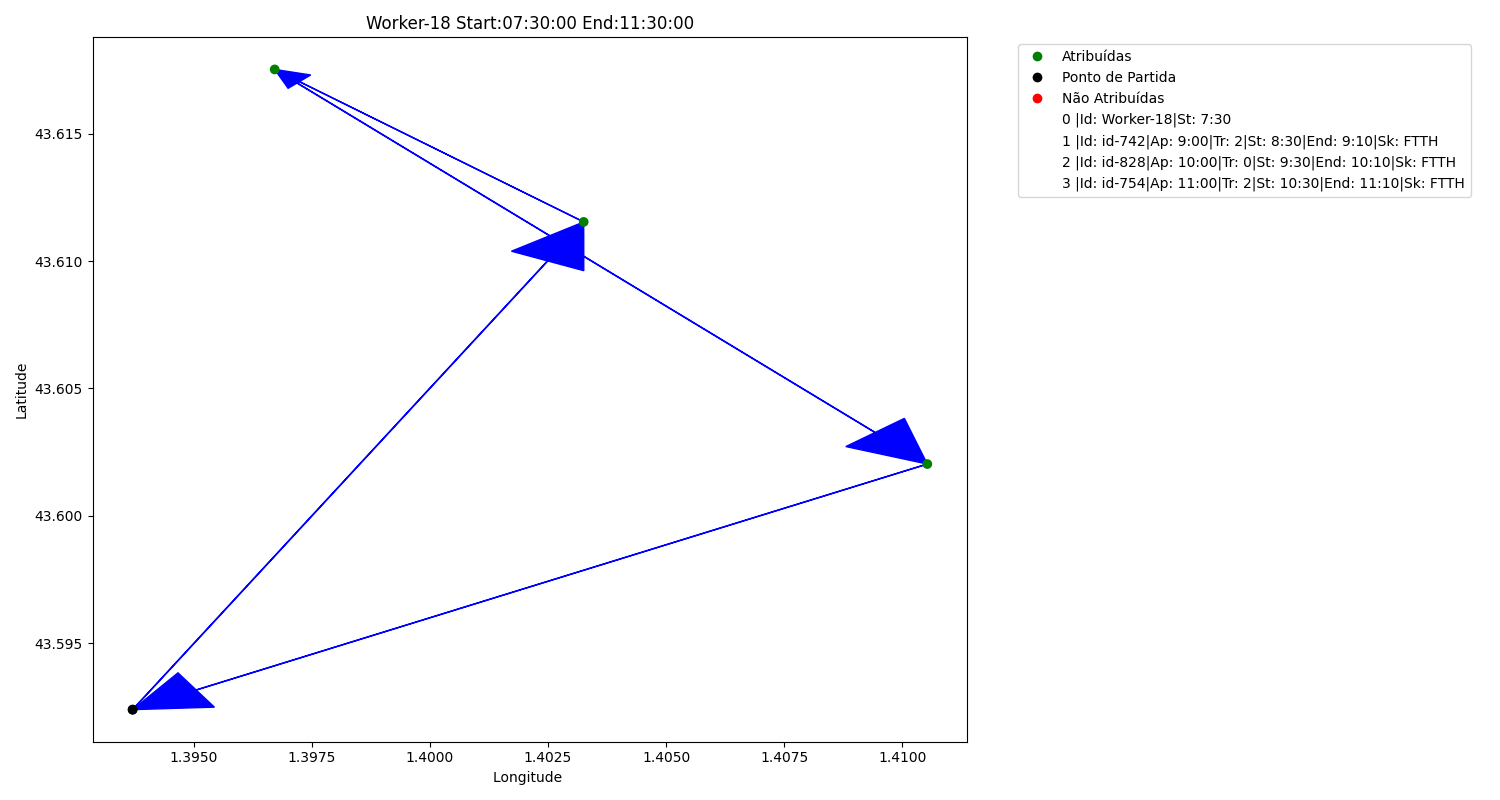 Worker-18 Start:07:30:00 End:11:30:00
Latitude
43.615
43.610
43.605
43.600
43.595
1.3950 1.3975 1.4000 1.4025 1.4050 1.4075 1.4100
Longitude
Atribuídas
Ponto de Partida
Não Atribuídas
0 |Id: Worker-18|St: 7:30
1 |Id: id-742|Ap: 9:00|Tr: 2|St: 8:30|End: 9:10|Sk: FTTH
2 |Id: id-828|Ap: 10:00|Tr: 0|St: 9:30|End: 10:10|Sk: FTTH
3 |Id: id-754|Ap: 11:00|Tr: 2|St: 10:30|End: 11:10|Sk: FTTH